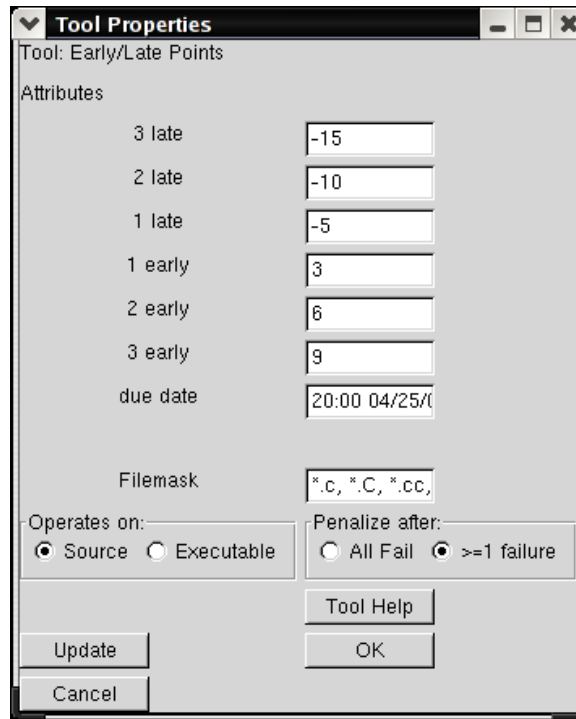 Tool Properties
Tool: Early/Late Points
Attributes
3 late -15
2 late -10
1 late -5
1 early 3
2 early 6
3 early 9
due date 20:00 04/25/0
Filemask *.c, *.C, *.cc,
Operates on: Penalize after:
Source Executable All Fail >=1 failure
Tool Help
Update OK
Cancel